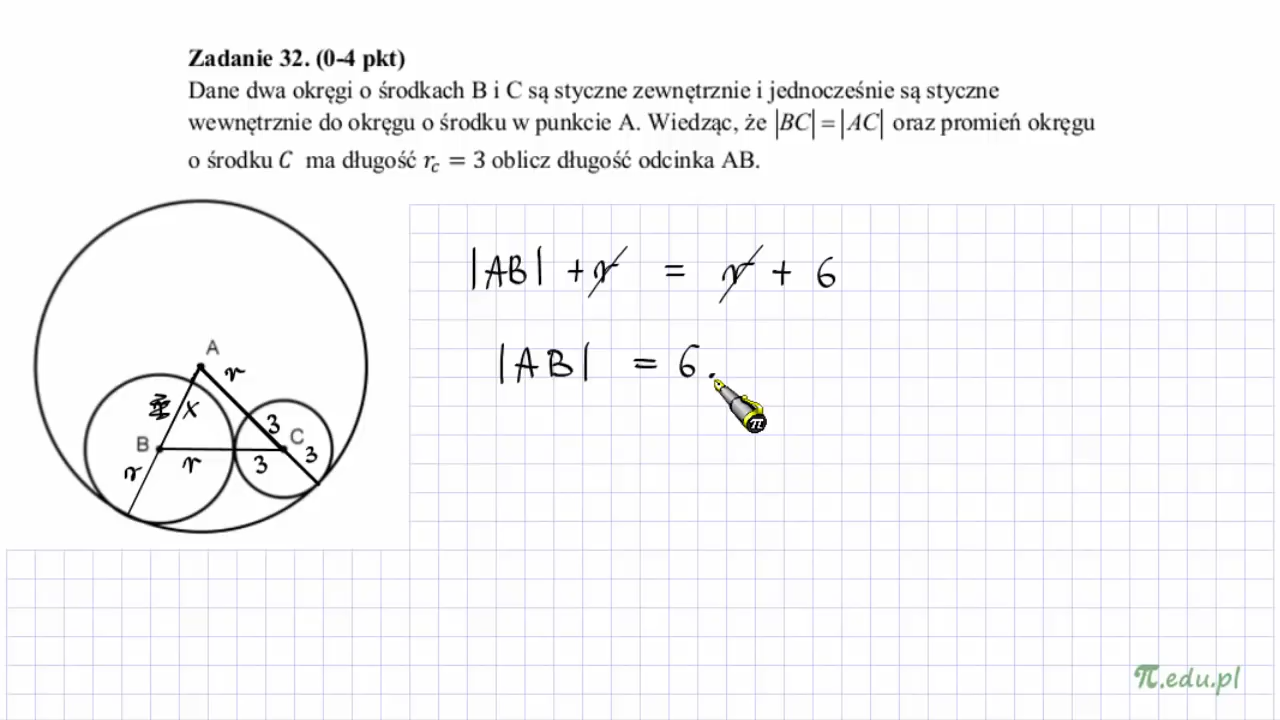 Zadanie 32. (0-4 pkt)
Dane dwa okręgi o środkach B i C są styczne zewnętrznie i jednocześnie są styczne
wewnętrznie do okręgu o środku w punkcie A. Wiedząc, że |BC| = |AC| oraz promień okręgu
o środku C ma długość r_c = 3 oblicz długość odcinka AB.
|AB| + r = r + 6
|AB| = 6.
A
r
x
3
B
C
r
r
3
3
π
π.edu.pl